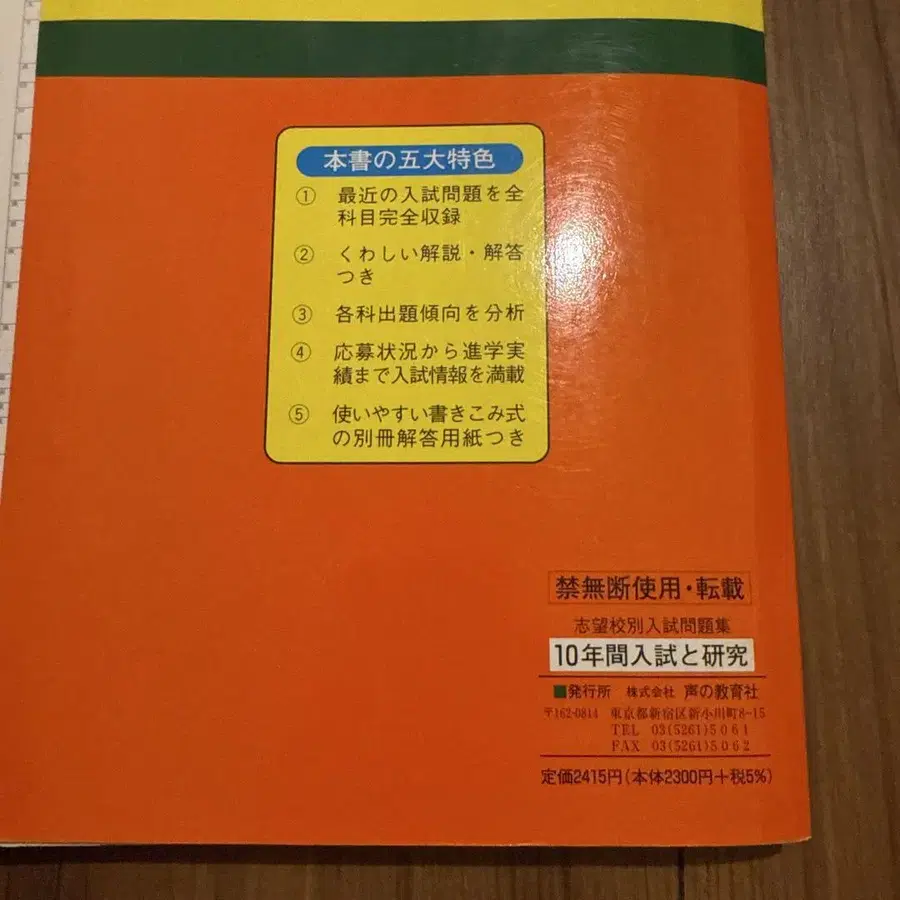 本書の五大特色
① 最近の入試問題を全
科目完全収録
② くわしい解説・解答
つき
③ 各科出題傾向を分析
④ 応募状況から進学実
績まで入試情報を満載
⑤ 使いやすい書きこみ式
の別冊解答用紙つき
禁無断使用・転載
志望校別入試問題集
10年間入試と研究
■発行所 株式会社 声の教育社
〒162-0814 東京都新宿区新小川町8-15
TEL 03(5261)5061
FAX 03(5261)5062
定価2415円(本体2300円+税5%)